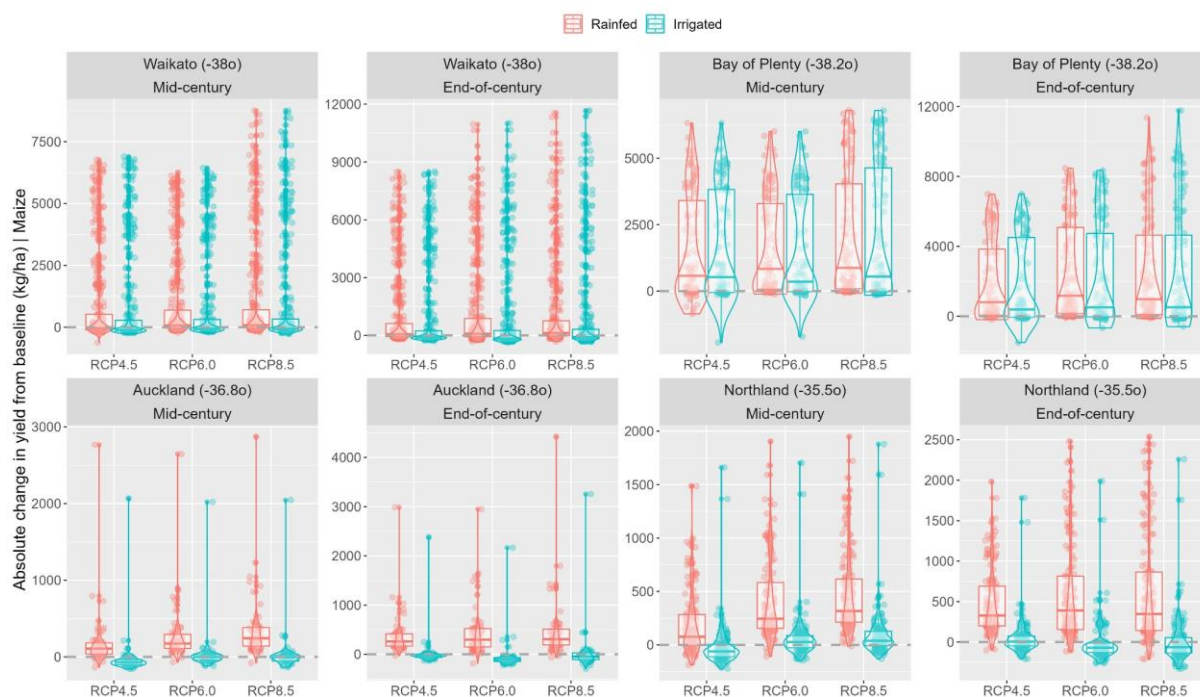 Rainfed Irrigated
Absolute change in yield from baseline (kg/ha) | Maize
Waikato (-38o)
Mid-century
7500
5000
2500
0
RCP4.5 RCP6.0 RCP8.5
Waikato (-38o)
End-of-century
12000
9000
6000
3000
0
RCP4.5 RCP6.0 RCP8.5
Bay of Plenty (-38.2o)
Mid-century
5000
2500
0
RCP4.5 RCP6.0 RCP8.5
Bay of Plenty (-38.2o)
End-of-century
12000
8000
4000
0
RCP4.5 RCP6.0 RCP8.5
Auckland (-36.8o)
Mid-century
3000
2000
1000
0
RCP4.5 RCP6.0 RCP8.5
Auckland (-36.8o)
End-of-century
4000
3000
2000
1000
0
RCP4.5 RCP6.0 RCP8.5
Northland (-35.5o)
Mid-century
2000
1500
1000
500
0
RCP4.5 RCP6.0 RCP8.5
Northland (-35.5o)
End-of-century
2500
2000
1500
1000
500
0
RCP4.5 RCP6.0 RCP8.5